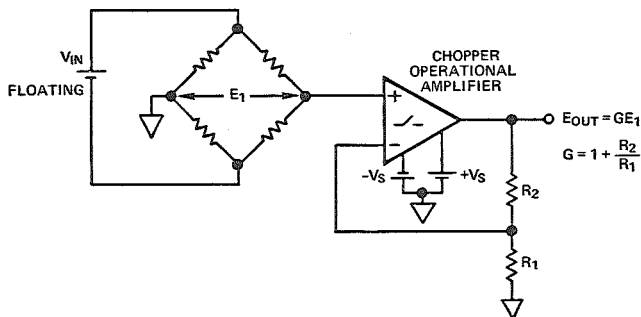 VIN
FLOATING
E1
CHOPPER
OPERATIONAL
AMPLIFIER
+
−
-VS
+VS
EOUT = GE1
G = 1 + R2/R1
R2
R1